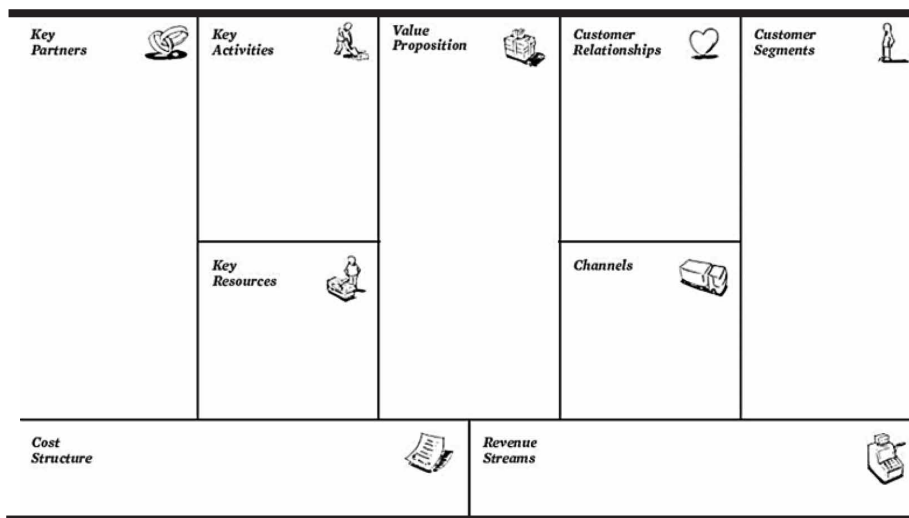 Key
Partners
Key
Activities
Value
Proposition
Customer
Relationships
Customer
Segments
Key
Resources
Channels
Cost
Structure
Revenue
Streams